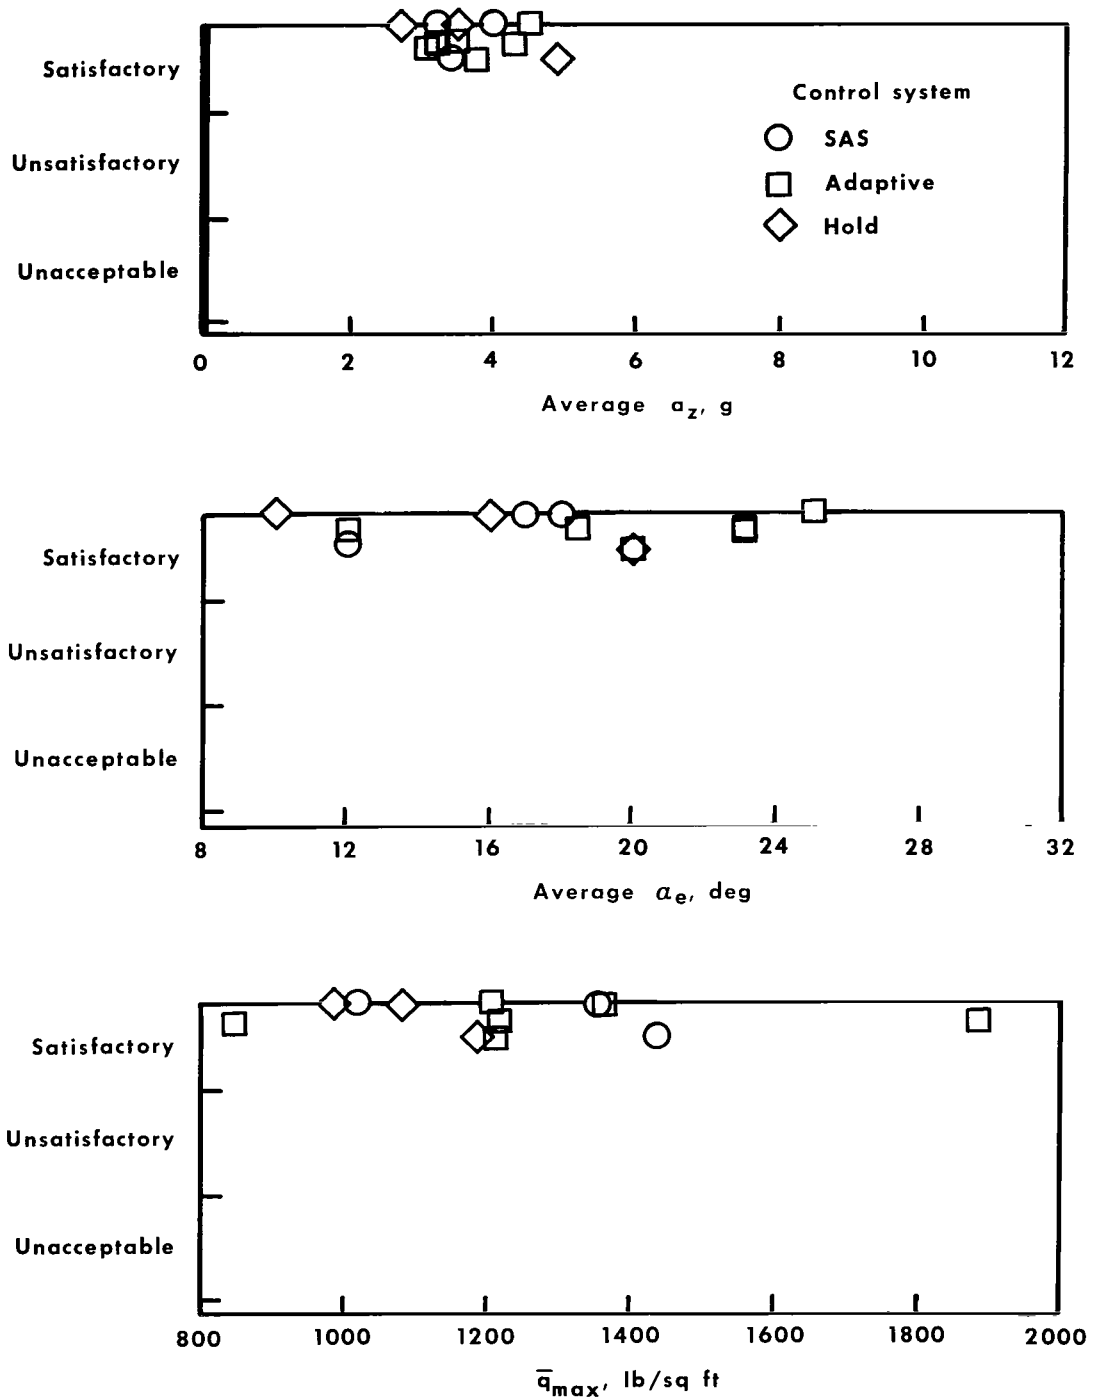 Satisfactory
Unsatisfactory
Unacceptable
Control system
SAS
Adaptive
Hold
0 2 4 6 8 10 12
Average a_z, g
Satisfactory
Unsatisfactory
Unacceptable
8 12 16 20 24 28 32
Average α_e, deg
Satisfactory
Unsatisfactory
Unacceptable
800 1000 1200 1400 1600 1800 2000
q̅_max, lb/sq ft